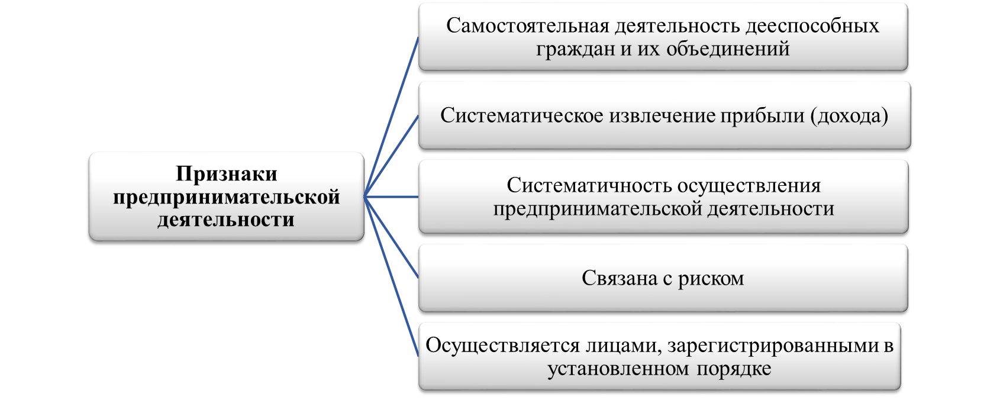 Признаки
предпринимательской
деятельности
Самостоятельная деятельность дееспособных
граждан и их объединений
Систематическое извлечение прибыли (дохода)
Систематичность осуществления
предпринимательской деятельности
Связана с риском
Осуществляется лицами, зарегистрированными в
установленном порядке